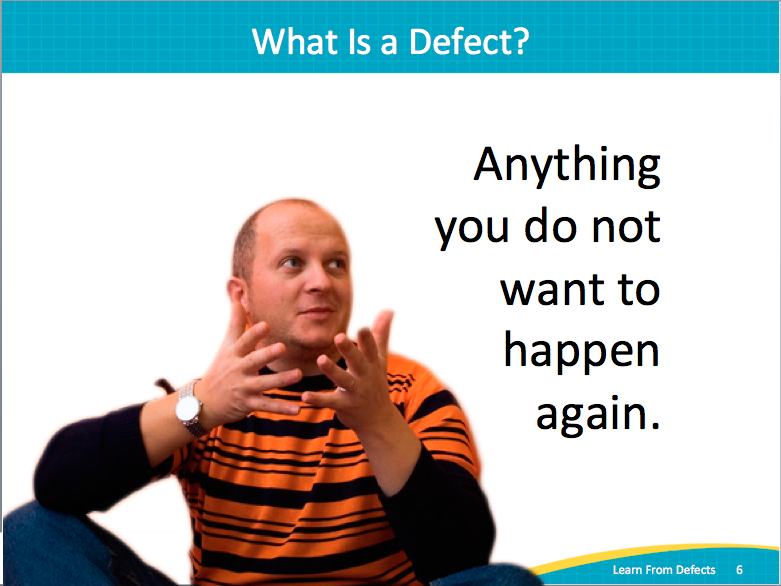 What Is a Defect?
Anything
you do not
want to
happen
again.
Learn From Defects 6